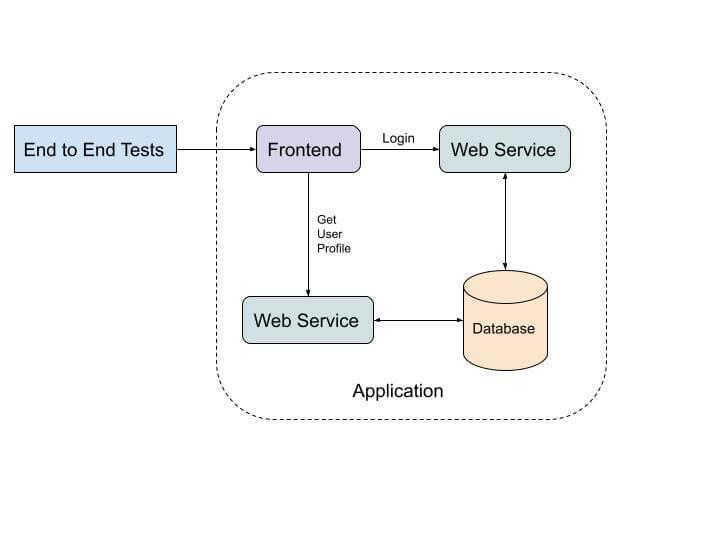 End to End Tests
Frontend
Login
Web Service
Get
User
Profile
Web Service
Database
Application